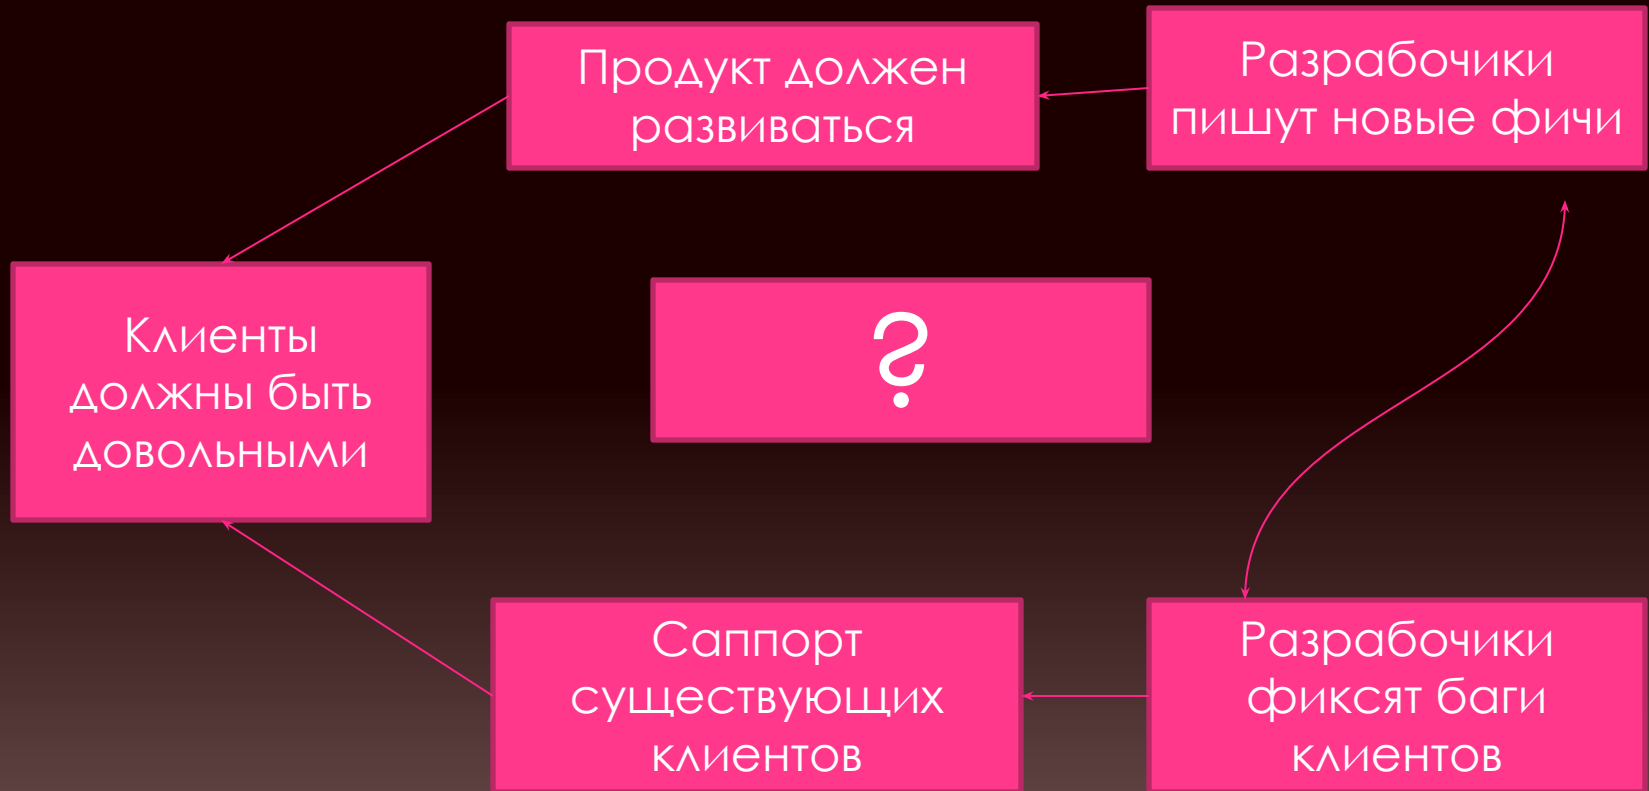 Продукт должен
развиваться
Разрабочики
пишут новые фичи
Клиенты
должны быть
довольными
?
Саппорт
существующих
клиентов
Разрабочики
фиксят баги
клиентов